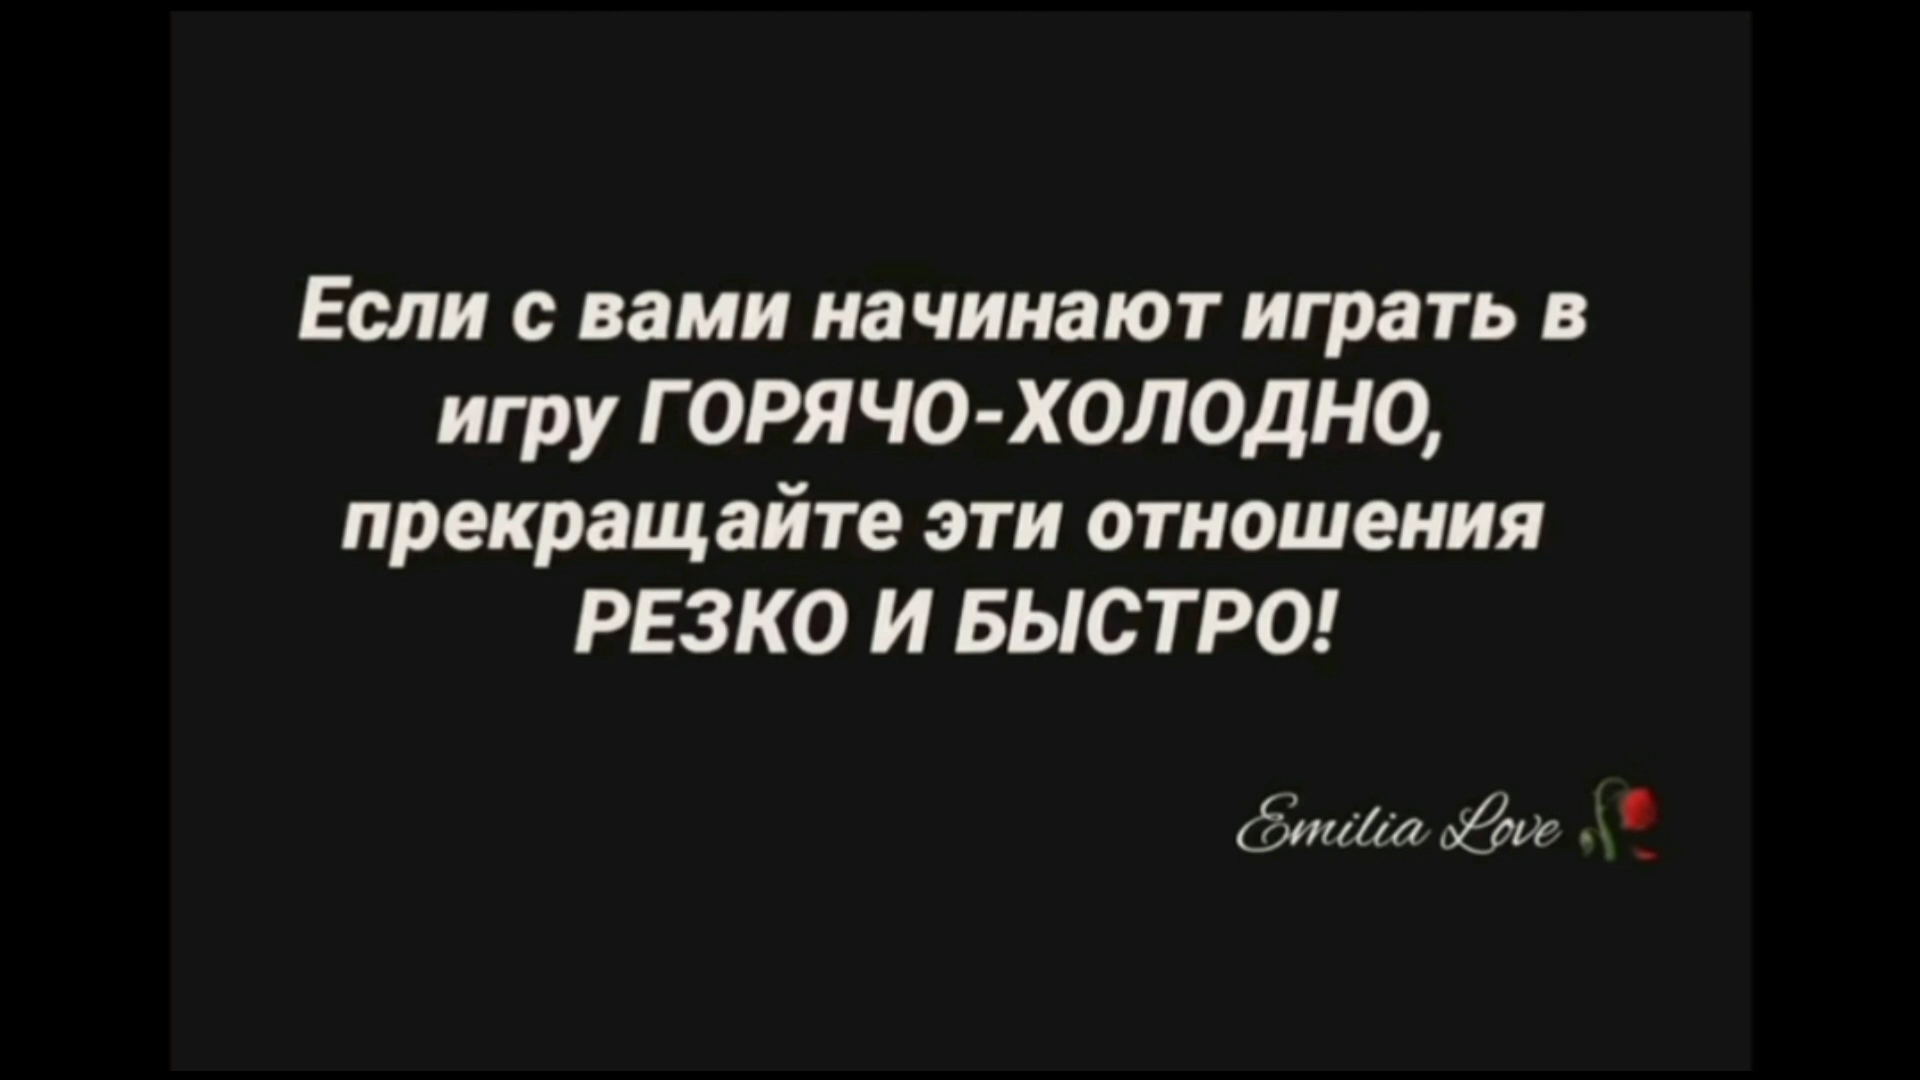 Если с вами начинают играть в
игру ГОРЯЧО-ХОЛОДНО,
прекращайте эти отношения
РЕЗКО И БЫСТРО!
Emilia Love